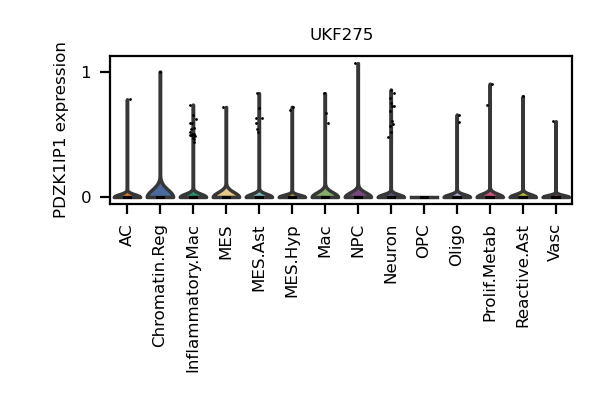 UKF275
PDZK1IP1 expression
1
0
AC
Chromatin.Reg
Inflammatory.Mac
MES
MES.Ast
MES.Hyp
Mac
NPC
Neuron
OPC
Oligo
Prolif.Metab
Reactive.Ast
Vasc